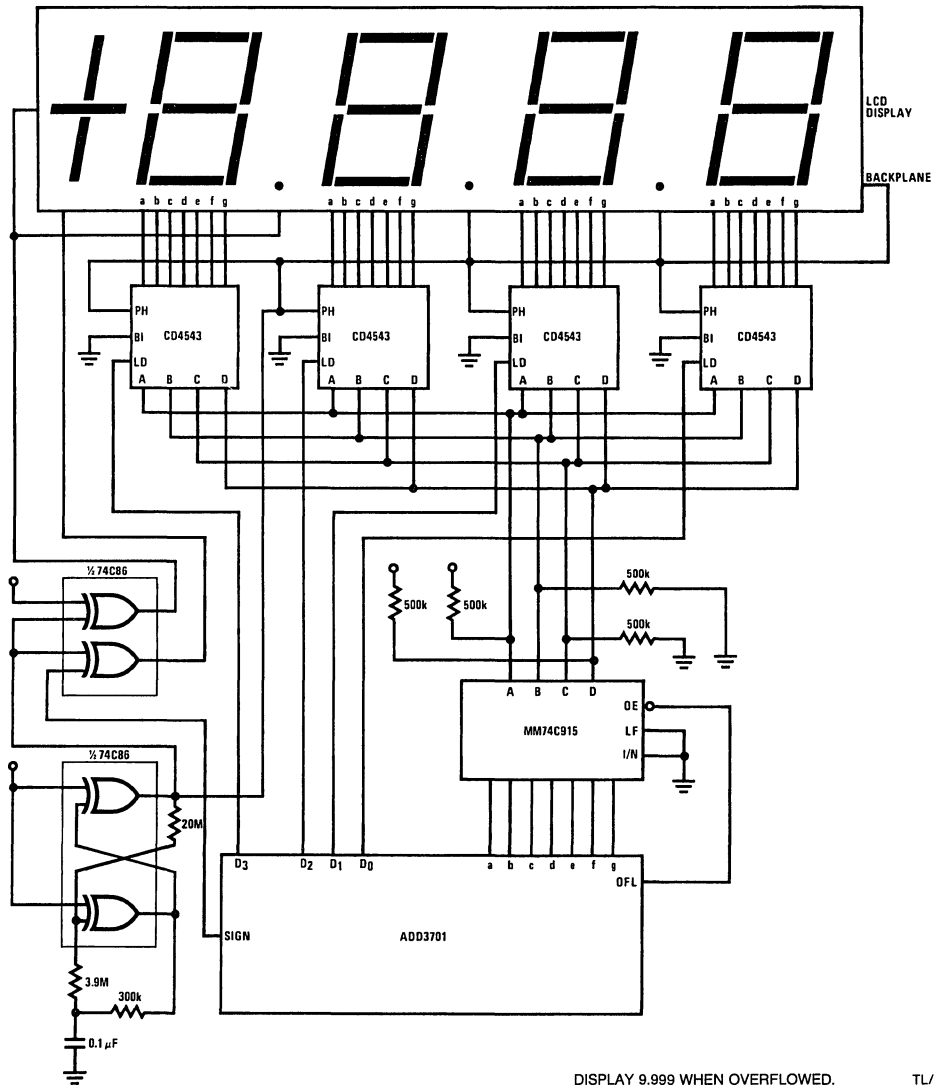 LCD
DISPLAY
BACKPLANE
a b c d e f g
a b c d e f g
a b c d e f g
a b c d e f g
PH
BI
LD
CD4543
A B C D
PH
BI
LD
CD4543
A B C D
PH
BI
LD
CD4543
A B C D
PH
BI
LD
CD4543
A B C D
½ 74C86
500k
500k
500k
500k
A B C D
MM74C915
OE
LF
I/N
½ 74C86
20M
D3 D2 D1 D0
a b c d e f g
OFL
SIGN
ADD3701
3.9M
300k
0.1 μF
DISPLAY 9.999 WHEN OVERFLOWED.
TL/